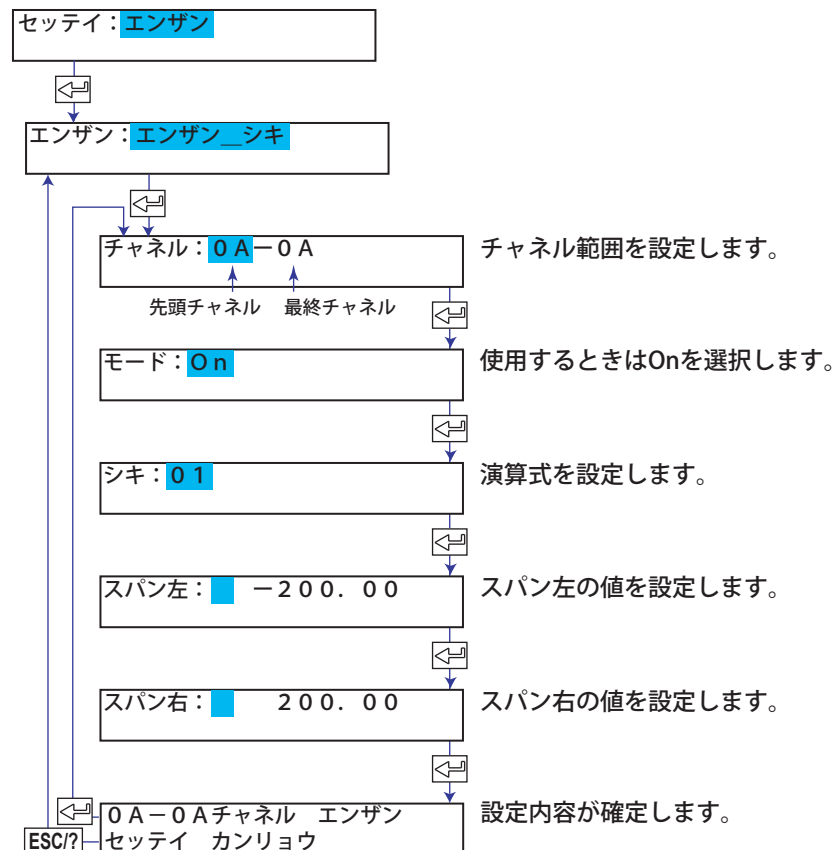 セッテイ：エンザン
エンザン：エンザン＿シキ
チャネル：０Ａ－０Ａ
チャネル範囲を設定します。
先頭チャネル 最終チャネル
モード：Ｏｎ
使用するときはOnを選択します。
シキ：０１
演算式を設定します。
スパン左： －２００．００
スパン左の値を設定します。
スパン右： ２００．００
スパン右の値を設定します。
０Ａ－０Ａチャネル　エンザン
設定内容が確定します。
ESC/?
セッテイ　カンリョウ